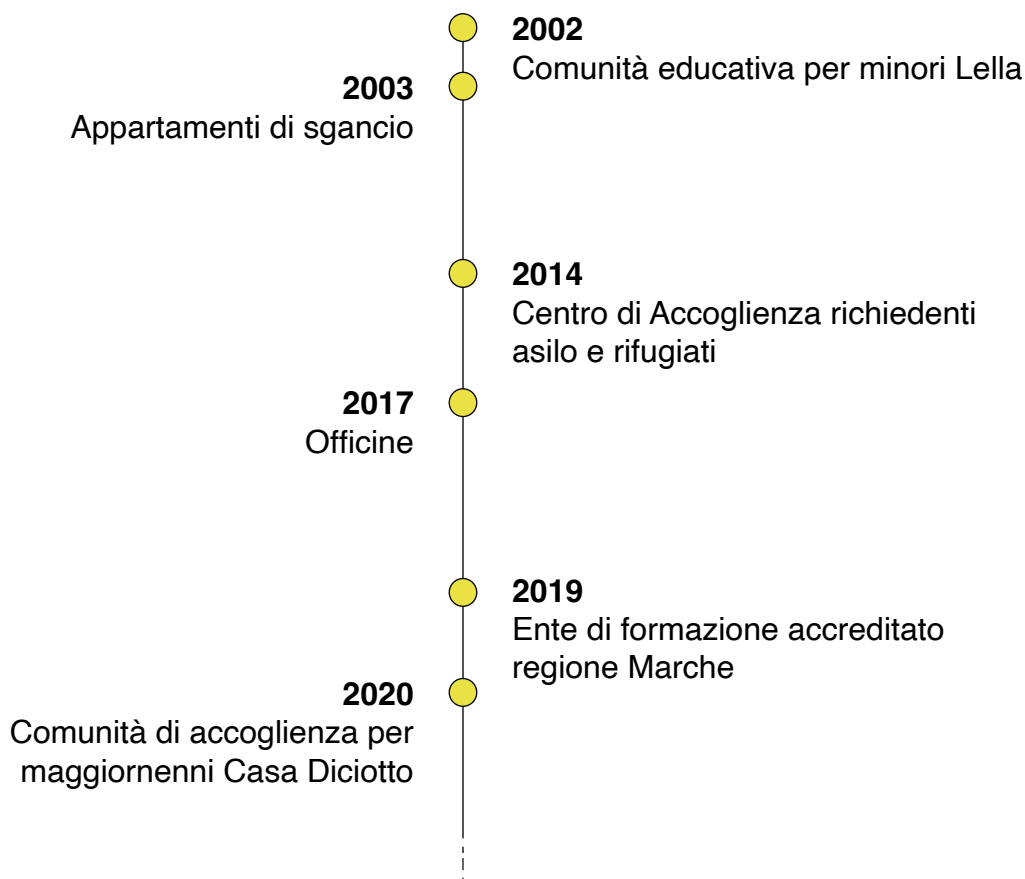 2002
Comunità educativa per minori Lella
2003
Appartamenti di sgancio
2014
Centro di Accoglienza richiedenti
asilo e rifugiati
2017
Officine
2019
Ente di formazione accreditato
regione Marche
2020
Comunità di accoglienza per
maggiornenni Casa Diciotto